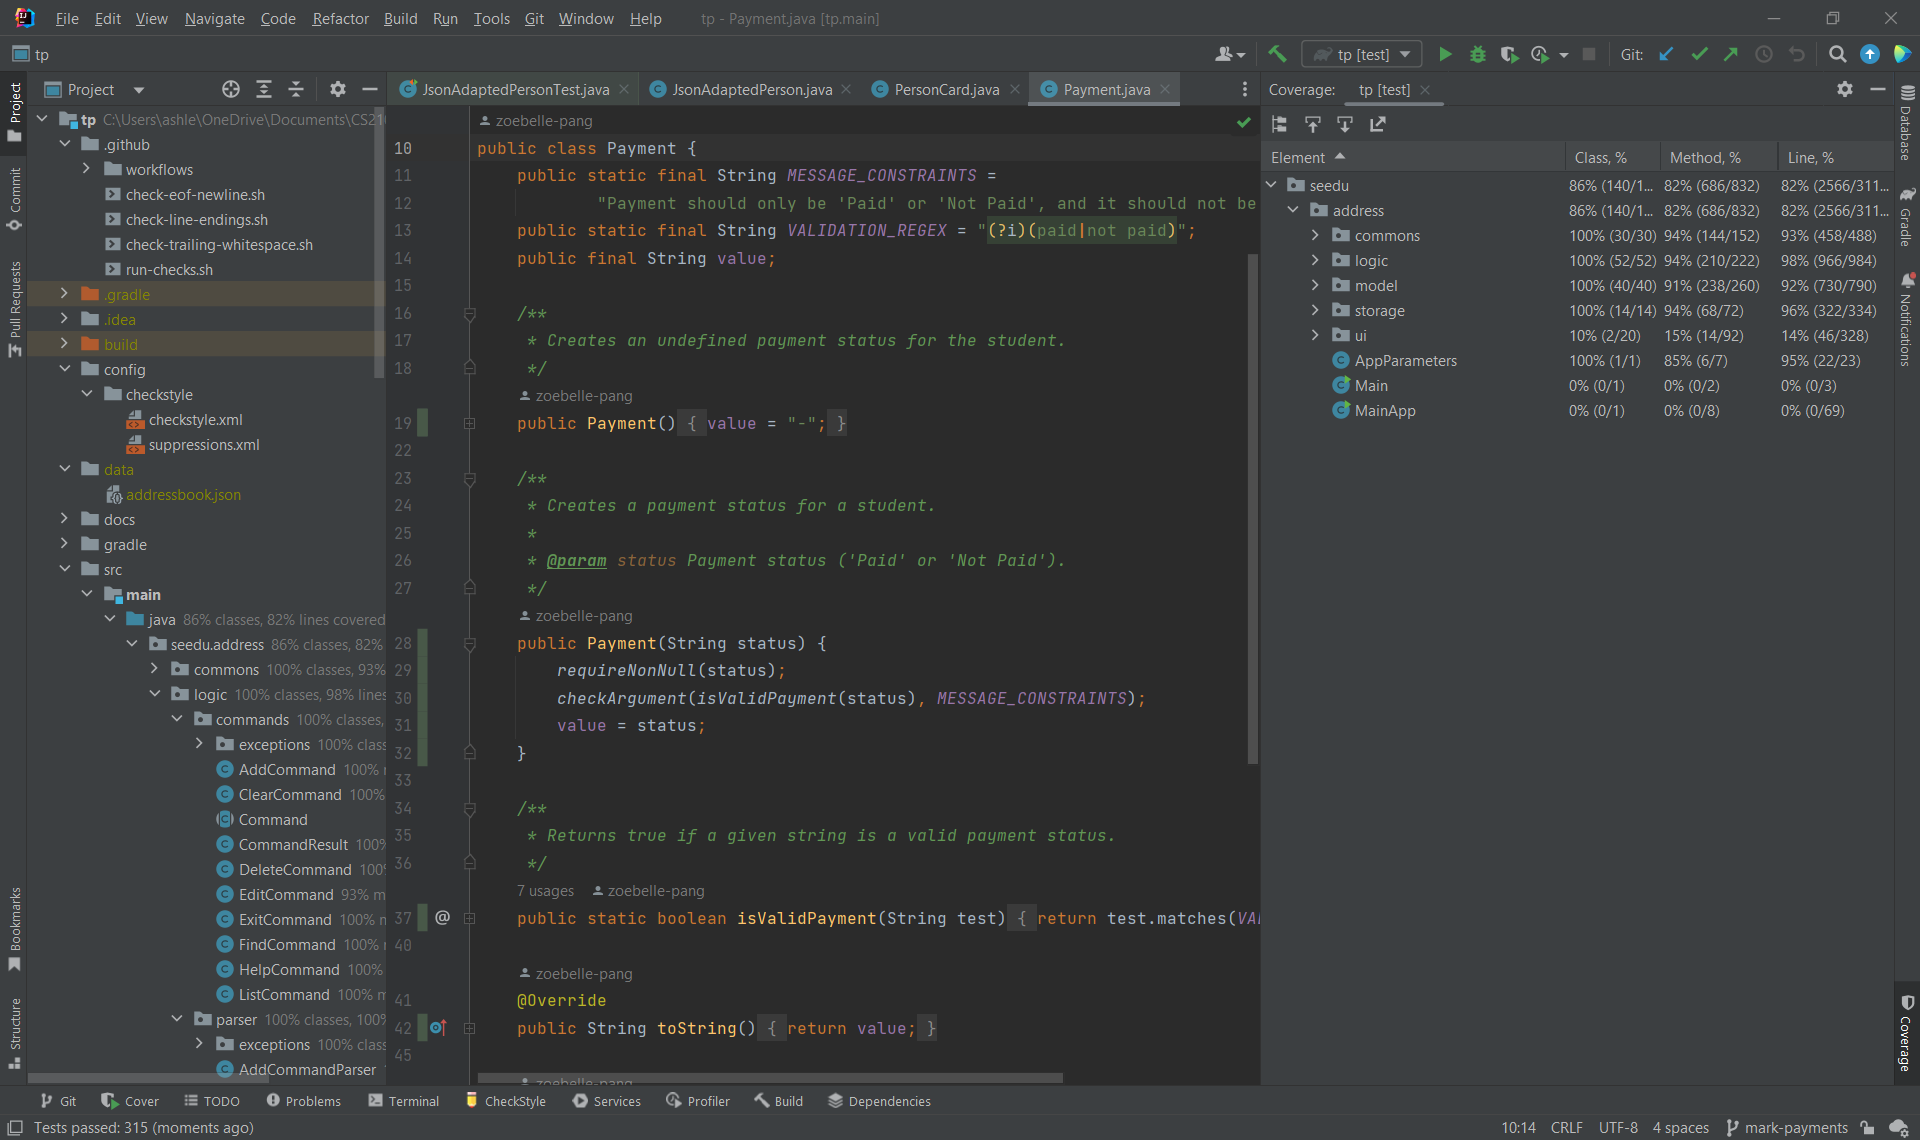 File Edit View Navigate Code Refactor Build Run Tools Git Window Help tp - Payment.java [tp.main]
tp
tp [test]
Git:
Project
JsonAdaptedPersonTest.java
JsonAdaptedPerson.java
PersonCard.java
Payment.java
Coverage: tp [test]
Project
Commit
Pull Requests
Bookmarks
Structure
tp C:\Users\ashle\OneDrive\Documents\CS210
.github
workflows
check-eof-newline.sh
check-line-endings.sh
check-trailing-whitespace.sh
run-checks.sh
.gradle
.idea
build
config
checkstyle
checkstyle.xml
suppressions.xml
data
addressbook.json
docs
gradle
src
main
java 86% classes, 82% lines covered
seedu.address 86% classes, 82%
commons 100% classes, 93%
logic 100% classes, 98% lines
commands 100% classes,
exceptions 100% class
AddCommand 100% m
ClearCommand 100%
Command
CommandResult 100%
DeleteCommand 100%
EditCommand 93% m
ExitCommand 100% m
FindCommand 100% m
HelpCommand 100%
ListCommand 100% m
parser 100% classes, 100%
exceptions 100% class
AddCommandParser
zoebelle-pang
10 public class Payment {
11 public static final String MESSAGE_CONSTRAINTS =
12 "Payment should only be 'Paid' or 'Not Paid', and it should not be
13 public static final String VALIDATION_REGEX = "(?i)(paid|not paid)";
14 public final String value;
15
16 /**
17 * Creates an undefined payment status for the student.
18 */
zoebelle-pang
19 public Payment() { value = "-"; }
22
23 /**
24 * Creates a payment status for a student.
25 *
26 * @param status Payment status ('Paid' or 'Not Paid').
27 */
zoebelle-pang
28 public Payment(String status) {
29 requireNonNull(status);
30 checkArgument(isValidPayment(status), MESSAGE_CONSTRAINTS);
31 value = status;
32 }
33
34 /**
35 * Returns true if a given string is a valid payment status.
36 */
7 usages zoebelle-pang
37 @ public static boolean isValidPayment(String test) { return test.matches(VAL
40
zoebelle-pang
41 @Override
42 public String toString() { return value; }
45
zoebelle-pang
Element Class, % Method, % Line, %
seedu 86% (140/1... 82% (686/832) 82% (2566/311...
address 86% (140/1... 82% (686/832) 82% (2566/311...
commons 100% (30/30) 94% (144/152) 93% (458/488)
logic 100% (52/52) 94% (210/222) 98% (966/984)
model 100% (40/40) 91% (238/260) 92% (730/790)
storage 100% (14/14) 94% (68/72) 96% (322/334)
ui 10% (2/20) 15% (14/92) 14% (46/328)
AppParameters 100% (1/1) 85% (6/7) 95% (22/23)
Main 0% (0/1) 0% (0/2) 0% (0/3)
MainApp 0% (0/1) 0% (0/8) 0% (0/69)
Database
Gradle
Notifications
Coverage
Git Cover TODO Problems Terminal CheckStyle Services Profiler Build Dependencies
Tests passed: 315 (moments ago)
10:14 CRLF UTF-8 4 spaces mark-payments